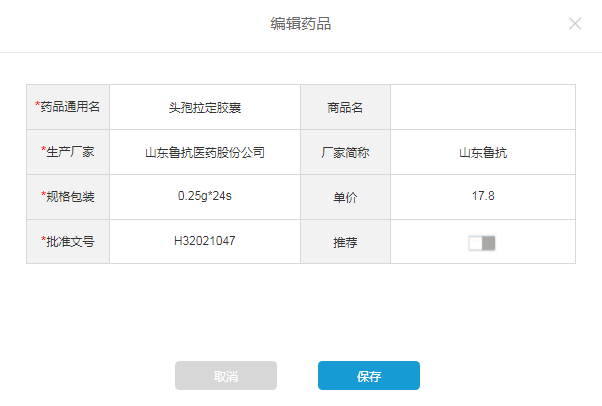 编辑药品
*药品通用名 头孢拉定胶囊 商品名
*生产厂家 山东鲁抗医药股份公司 厂家简称 山东鲁抗
*规格包装 0.25g*24s 单价 17.8
*批准文号 H32021047 推荐
取消 保存